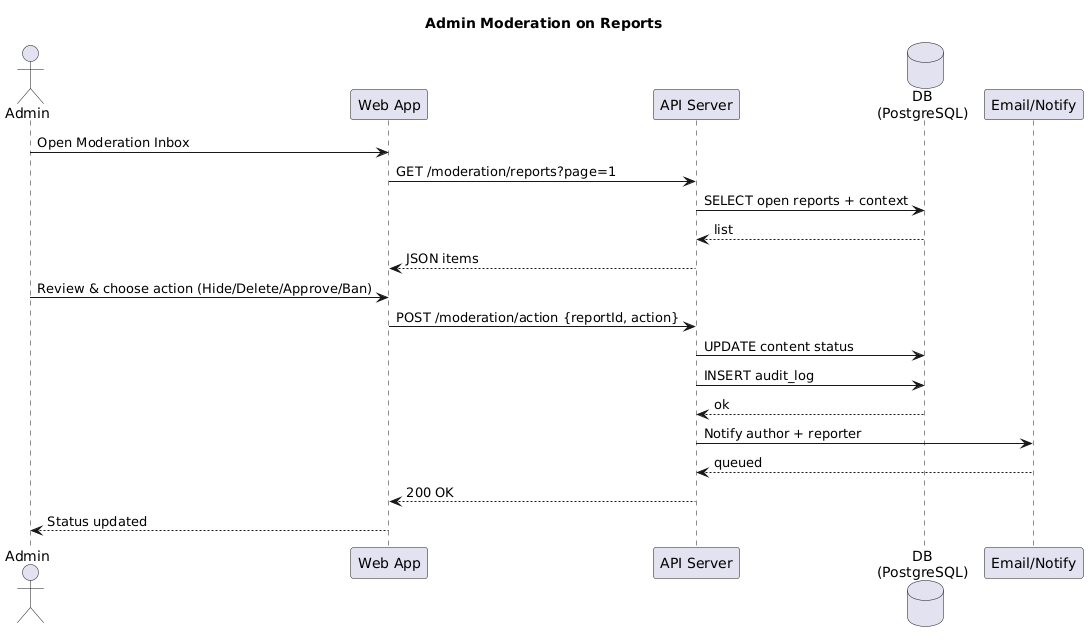 Admin Moderation on Reports
Admin
Web App
API Server
DB
(PostgreSQL)
Email/Notify
Open Moderation Inbox
GET /moderation/reports?page=1
SELECT open reports + context
list
JSON items
Review & choose action (Hide/Delete/Approve/Ban)
POST /moderation/action {reportId, action}
UPDATE content status
INSERT audit_log
ok
Notify author + reporter
queued
200 OK
Status updated
Admin
Web App
API Server
DB
(PostgreSQL)
Email/Notify